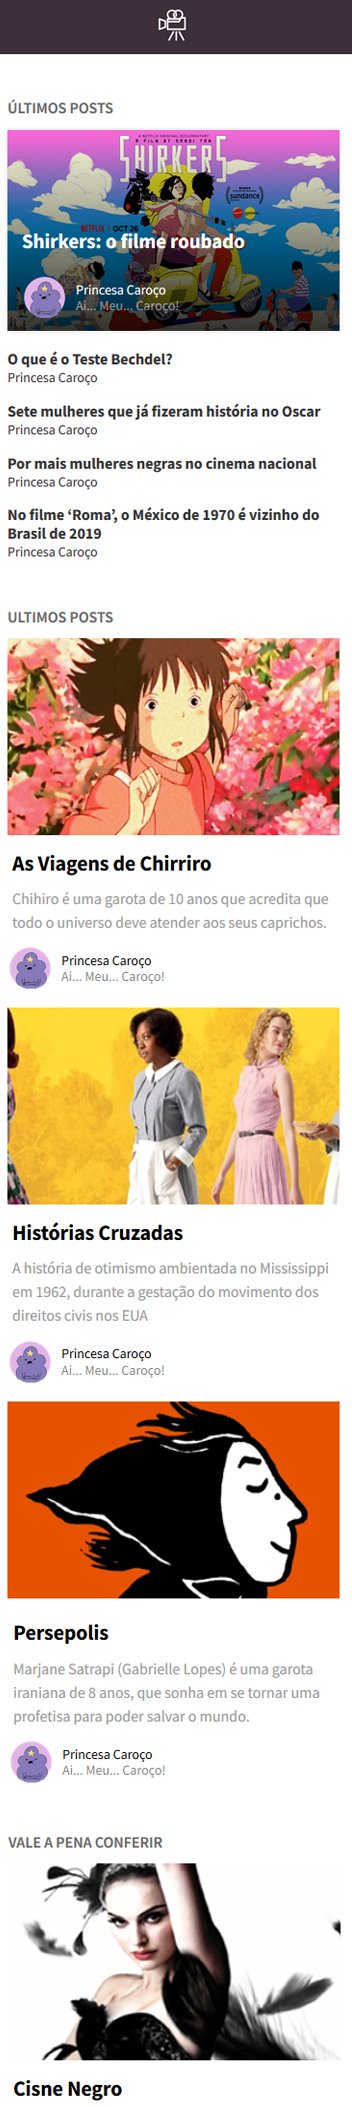 ÚLTIMOS POSTS
A NETFLIX ORIGINAL DOCUMENTARY
A FILM BY SANDI TAN
SHIRKERS
sundance
NETFLIX | OCT 26
Shirkers: o filme roubado
Princesa Caroço
Ai... Meu... Caroço!
O que é o Teste Bechdel?
Princesa Caroço
Sete mulheres que já fizeram história no Oscar
Princesa Caroço
Por mais mulheres negras no cinema nacional
Princesa Caroço
No filme ‘Roma’, o México de 1970 é vizinho do
Brasil de 2019
Princesa Caroço
ULTIMOS POSTS
As Viagens de Chirriro
Chihiro é uma garota de 10 anos que acredita que
todo o universo deve atender aos seus caprichos.
Princesa Caroço
Ai... Meu... Caroço!
Histórias Cruzadas
A história de otimismo ambientada no Mississippi
em 1962, durante a gestação do movimento dos
direitos civis nos EUA
Princesa Caroço
Ai... Meu... Caroço!
Persepolis
Marjane Satrapi (Gabrielle Lopes) é uma garota
iraniana de 8 anos, que sonha em se tornar uma
profetisa para poder salvar o mundo.
Princesa Caroço
Ai... Meu... Caroço!
VALE A PENA CONFERIR
Cisne Negro